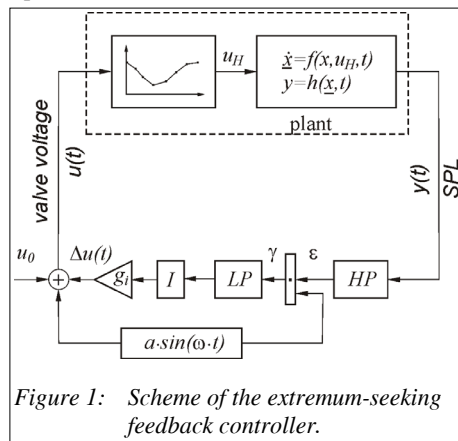 u_H
ẋ=f(x,u_H,t)
y=h(x,t)
plant
valve voltage
u(t)
y(t)
SPL
u_0
Δu(t)
+
g_i
I
LP
γ
·
ε
HP
a·sin(ω·t)
Figure 1: Scheme of the extremum-seeking
feedback controller.